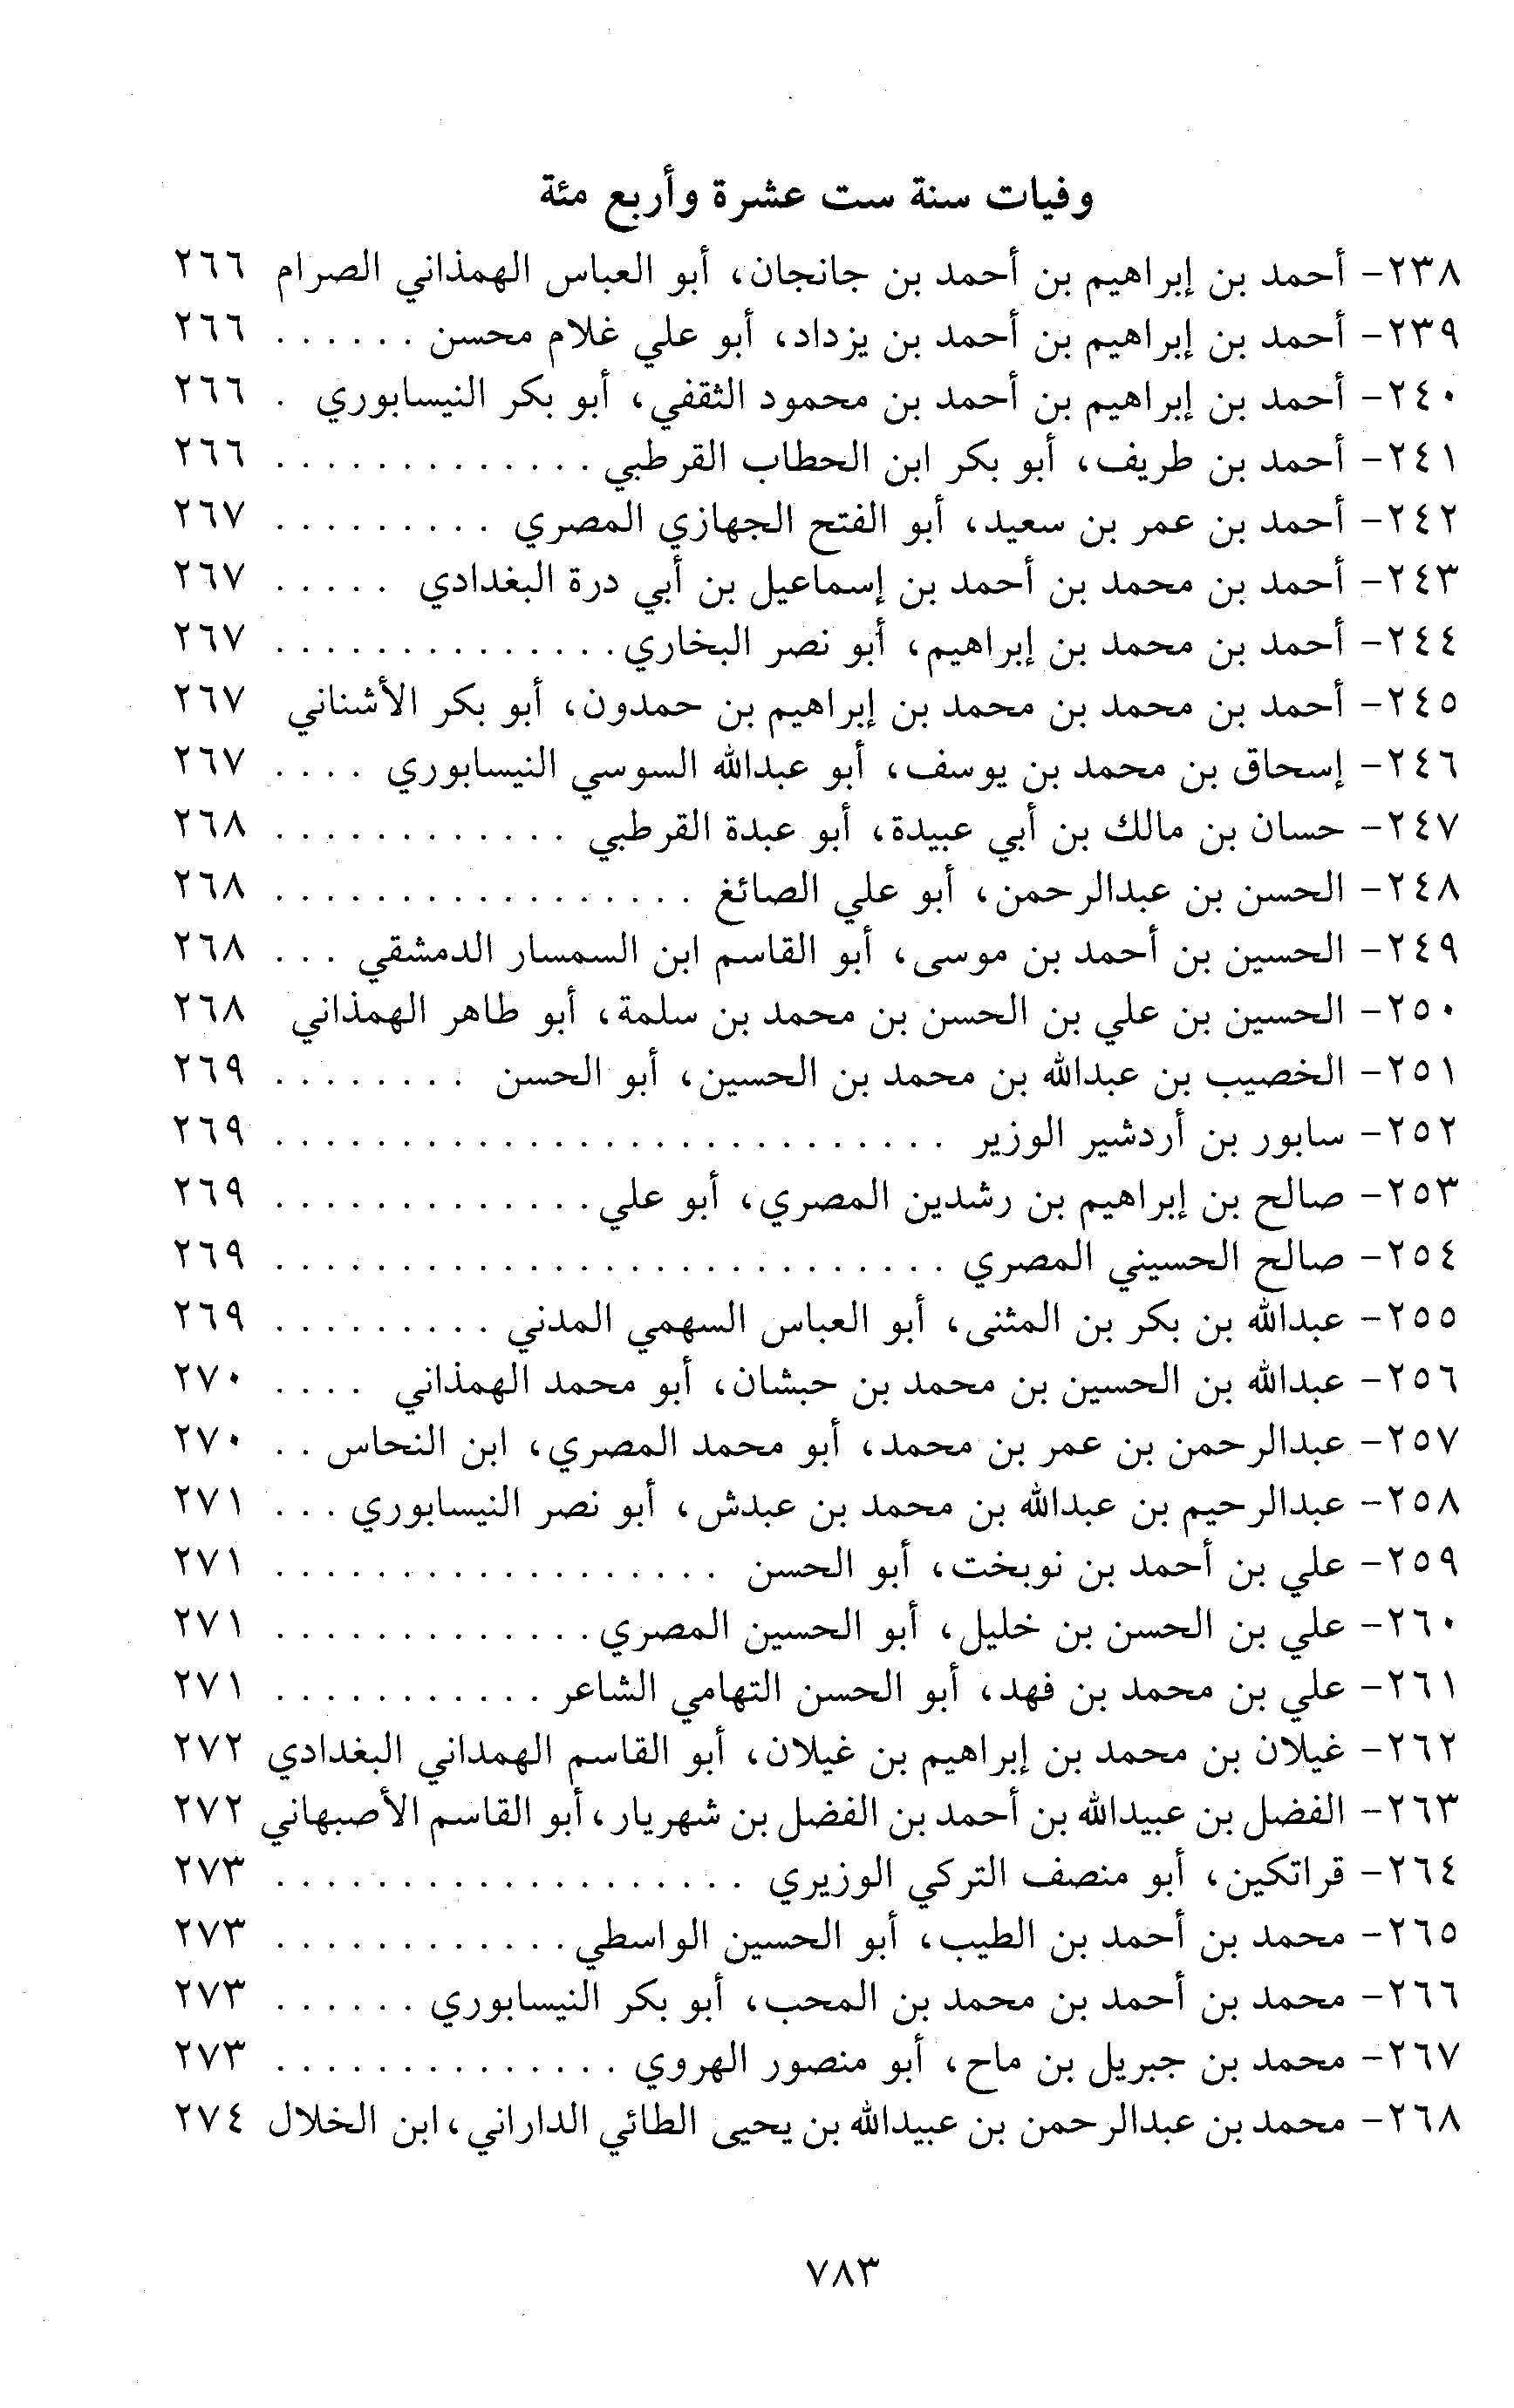 وفيات سنة ست عشرة وأربع مئة
٢٣٨- أحمد بن إبراهيم بن أحمد بن جانجان، أبو العباس الهمذاني الصرام ٢٦٦
٢٣٩- أحمد بن إبراهيم بن أحمد بن يزداد، أبو علي غلام محسن . . . . . . ٢٦٦
٢٤٠- أحمد بن إبراهيم بن أحمد بن محمود الثقفي، أبو بكر النيسابوري . ٢٦٦
٢٤١- أحمد بن طريف، أبو بكر ابن الحطاب القرطبي . . . . . . . . . . . . . ٢٦٦
٢٤٢- أحمد بن عمر بن سعيد، أبو الفتح الجهازي المصري . . . . . . . . . ٢٦٧
٢٤٣- أحمد بن محمد بن أحمد بن إسماعيل بن أبي درة البغدادي . . . . . ٢٦٧
٢٤٤- أحمد بن محمد بن إبراهيم، أبو نصر البخاري . . . . . . . . . . . . . . ٢٦٧
٢٤٥- أحمد بن محمد بن محمد بن إبراهيم بن حمدون، أبو بكر الأشناني ٢٦٧
٢٤٦- إسحاق بن محمد بن يوسف، أبو عبدالله السوسي النيسابوري . . . . ٢٦٧
٢٤٧- حسان بن مالك بن أبي عبيدة، أبو عبدة القرطبي . . . . . . . . . . . . ٢٦٨
٢٤٨- الحسن بن عبدالرحمن، أبو علي الصائغ . . . . . . . . . . . . . . . . . ٢٦٨
٢٤٩- الحسين بن أحمد بن موسى، أبو القاسم ابن السمسار الدمشقي . . . ٢٦٨
٢٥٠- الحسين بن علي بن الحسن بن محمد بن سلمة، أبو طاهر الهمذاني ٢٦٨
٢٥١- الخصيب بن عبدالله بن محمد بن الحسين، أبو الحسن . . . . . . . . ٢٦٩
٢٥٢- سابور بن أردشير الوزير . . . . . . . . . . . . . . . . . . . . . . . . . . . ٢٦٩
٢٥٣- صالح بن إبراهيم بن رشدين المصري، أبو علي . . . . . . . . . . . . . ٢٦٩
٢٥٤- صالح الحسيني المصري . . . . . . . . . . . . . . . . . . . . . . . . . . . ٢٦٩
٢٥٥- عبدالله بن بكر بن المثنى، أبو العباس السهمي المدني . . . . . . . . . ٢٦٩
٢٥٦- عبدالله بن الحسين بن محمد بن حبشان، أبو محمد الهمذاني . . . . ٢٧٠
٢٥٧- عبدالرحمن بن عمر بن محمد، أبو محمد المصري، ابن النحاس . . ٢٧٠
٢٥٨- عبدالرحيم بن عبدالله بن محمد بن عبدش، أبو نصر النيسابوري . . . ٢٧١
٢٥٩- علي بن أحمد بن نوبخت، أبو الحسن . . . . . . . . . . . . . . . . . . ٢٧١
٢٦٠- علي بن الحسن بن خليل، أبو الحسين المصري . . . . . . . . . . . . . ٢٧١
٢٦١- علي بن محمد بن فهد، أبو الحسن التهامي الشاعر . . . . . . . . . . . ٢٧١
٢٦٢- غيلان بن محمد بن إبراهيم بن غيلان، أبو القاسم الهمداني البغدادي ٢٧٢
٢٦٣- الفضل بن عبيدالله بن أحمد بن الفضل بن شهريار، أبو القاسم الأصبهاني ٢٧٢
٢٦٤- قراتكين، أبو منصف التركي الوزيري . . . . . . . . . . . . . . . . . . . ٢٧٣
٢٦٥- محمد بن أحمد بن الطيب، أبو الحسين الواسطي . . . . . . . . . . . . ٢٧٣
٢٦٦- محمد بن أحمد بن محمد بن المحب، أبو بكر النيسابوري . . . . . . ٢٧٣
٢٦٧- محمد بن جبريل بن ماح، أبو منصور الهروي . . . . . . . . . . . . . . ٢٧٣
٢٦٨- محمد بن عبدالرحمن بن عبيدالله بن يحيى الطائي الداراني، ابن الخلال ٢٧٤
٧٨٣